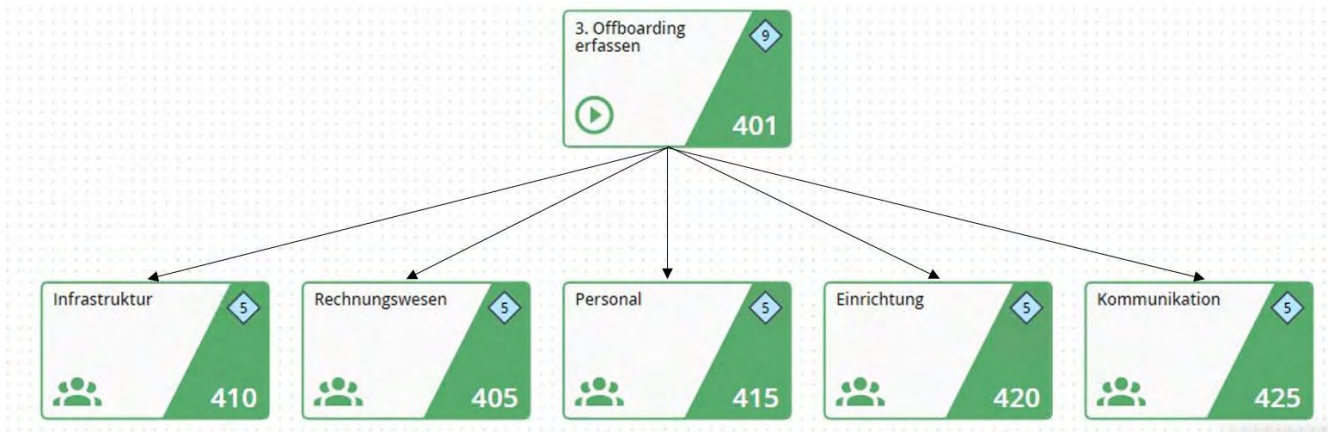 3. Offboarding
erfassen
9
401
Infrastruktur
5
410
Rechnungswesen
5
405
Personal
5
415
Einrichtung
5
420
Kommunikation
5
425